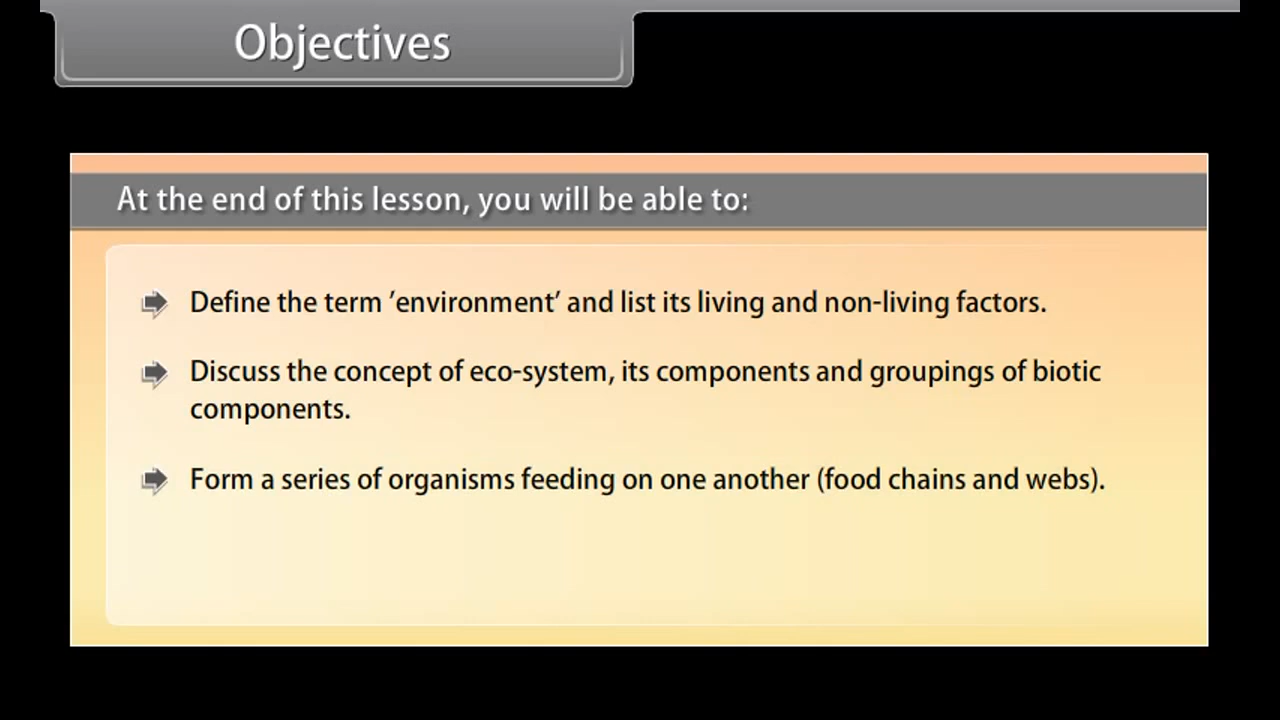 Objectives
At the end of this lesson, you will be able to:
Define the term ’environment’ and list its living and non-living factors.
Discuss the concept of eco-system, its components and groupings of biotic
components.
Form a series of organisms feeding on one another (food chains and webs).